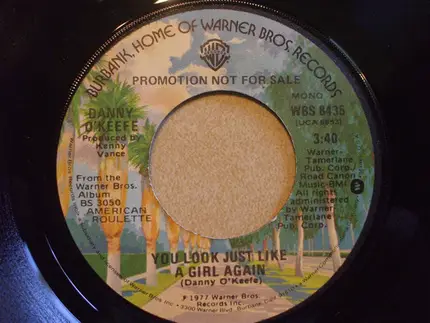 BURBANK, HOME OF WARNER BROS. RECORDS
PROMOTION NOT FOR SALE
MONO
DANNY
O'KEEFE
WBS 8435
Produced by
Kenny
Vance
3:40
From the
Warner Bros.
Album
BS 3050
AMERICAN
ROULETTE
Warner-
Tamerlane
Pub. Corp.
Road Canon
Music-BMI
All rights
administered
by Warner-
Tamerlane
Pub. Corp.
YOU LOOK JUST LIKE
A GIRL AGAIN
(Danny O'Keefe)
℗ 1977 Warner Bros.
Records Inc.